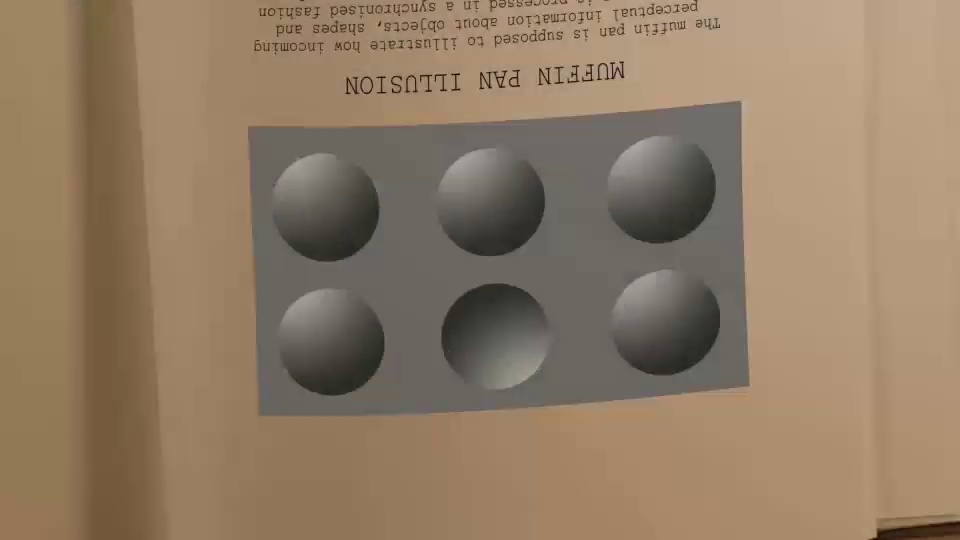 MUFFIN PAN ILLUSION
The muffin pan is supposed to illustrate how incoming
perceptual information about objects, shapes and
is processed in a synchronised fashion